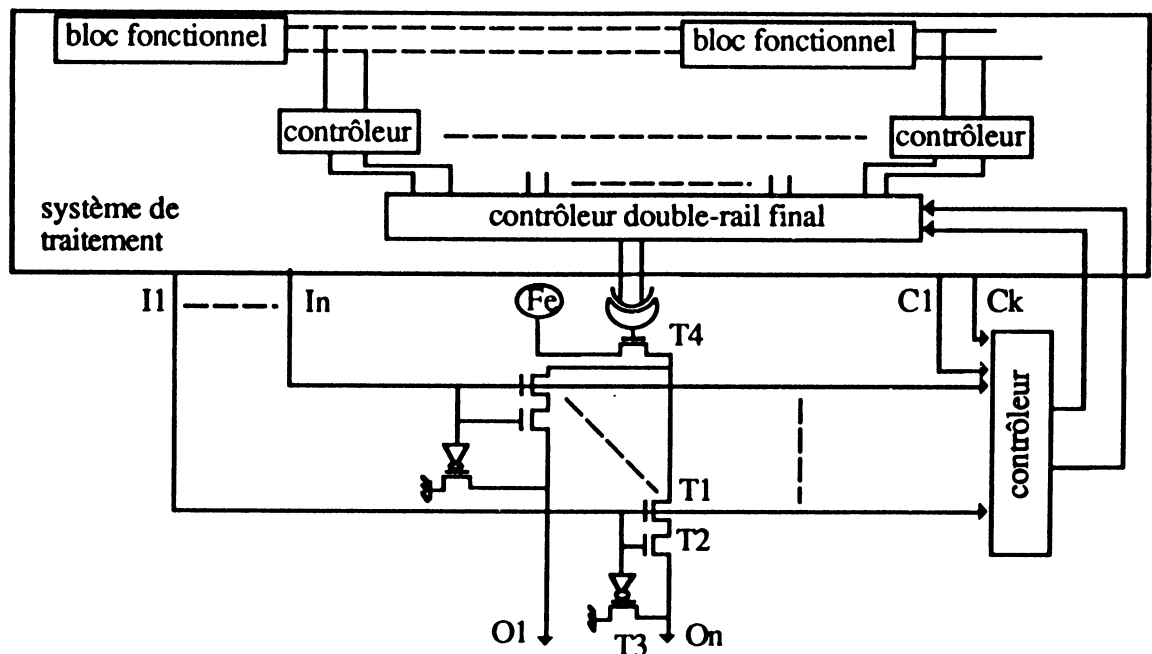 bloc fonctionnel
bloc fonctionnel
contrôleur
contrôleur
contrôleur double-rail final
système de
traitement
I1
In
Fe
T4
C1
Ck
contrôleur
T1
T2
T3
O1
On